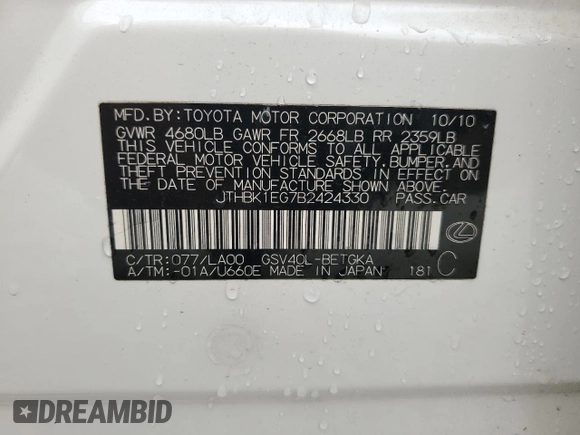 MFD. BY: TOYOTA MOTOR CORPORATION 10/10
GVWR 4680LB GAWR FR 2668LB RR 2359LB
THIS VEHICLE CONFORMS TO ALL APPLICABLE
FEDERAL MOTOR VEHICLE SAFETY, BUMPER, AND
THEFT PREVENTION STANDARDS IN EFFECT ON
THE DATE OF MANUFACTURE SHOWN ABOVE.
JTHBK1EG7B2424330 PASS. CAR
C/TR: 077/LA00 GSV40L-BETGKA
A/TM: -01A/U660E MADE IN JAPAN 181 C
DREAMBID